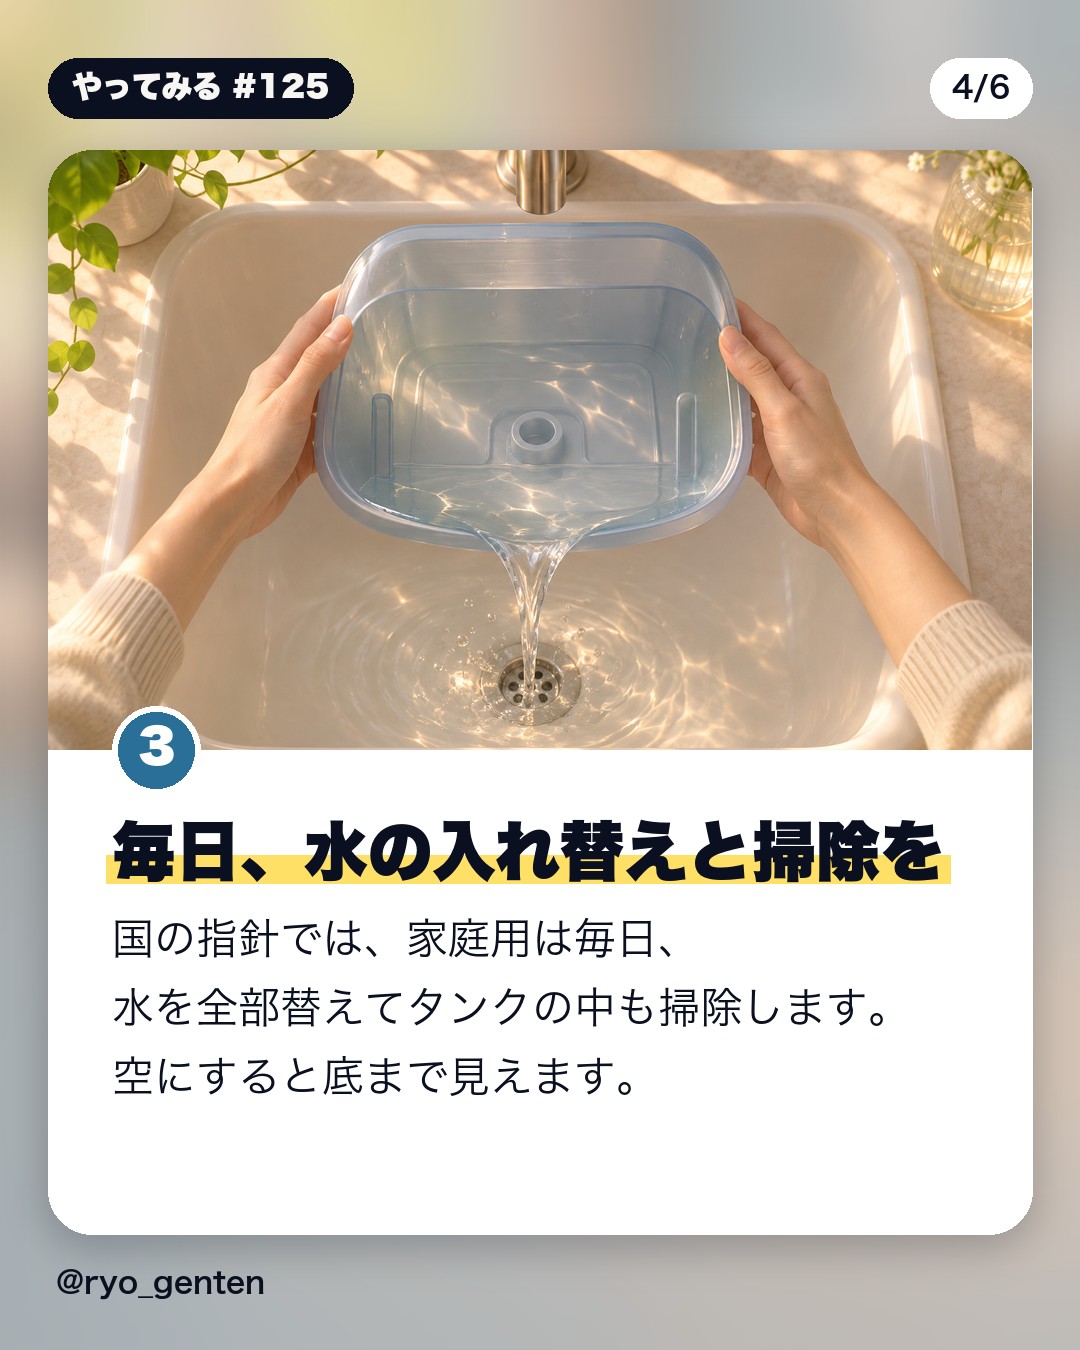 やってみる #125
4/6
3
毎日、水の入れ替えと掃除を
国の指針では、家庭用は毎日、
水を全部替えてタンクの中も掃除します。
空にすると底まで見えます。
@ryo_genten